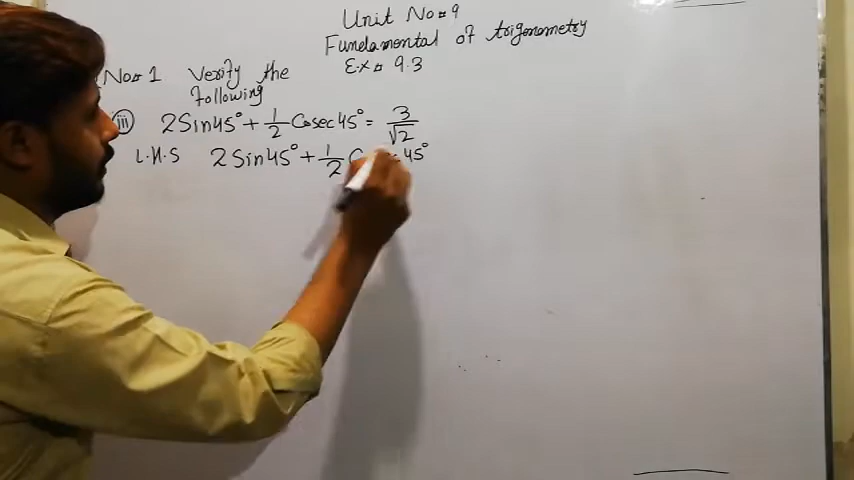 Unit No# 9
Fundamental of trigonometry
Ex# 9.3
No# 1 Verify the
following
(iii) 2Sin45° + 1/2 Cosec45° = 3/√2
L.H.S 2Sin45° + 1/2 45°